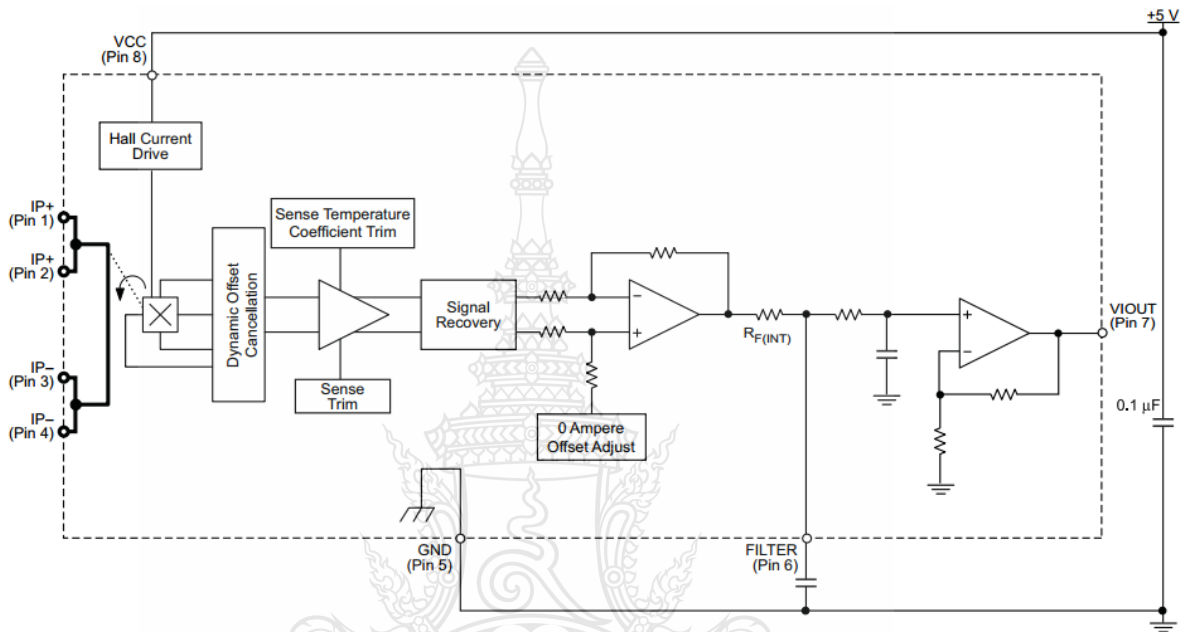 +5 V
VCC
(Pin 8)
Hall Current
Drive
IP+
(Pin 1)
IP+
(Pin 2)
IP−
(Pin 3)
IP−
(Pin 4)
Dynamic Offset
Cancellation
Sense Temperature
Coefficient Trim
Sense
Trim
Signal
Recovery
0 Ampere
Offset Adjust
−
+
RF(INT)
+
−
VIOUT
(Pin 7)
0.1 μF
GND
(Pin 5)
FILTER
(Pin 6)